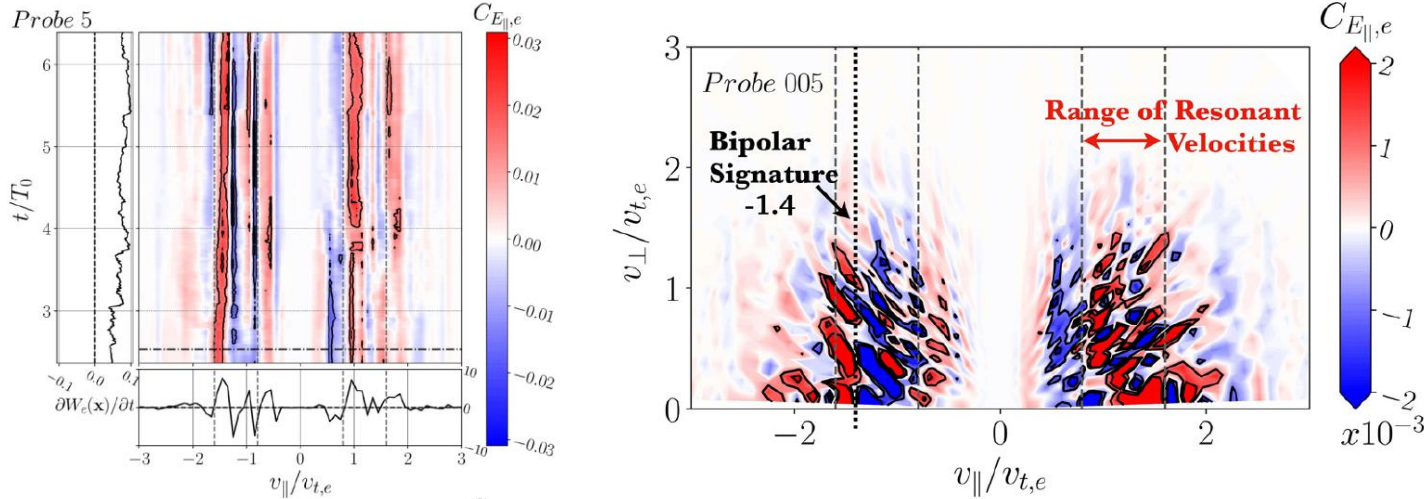 Probe 5
C_{E_∥,e}
6
5
4
3
t/T_0
0.03
0.02
0.01
0.00
−0.01
−0.02
−0.03
−0.1
0.0
0.1
∂W_e(x)/∂t
10
0
−10
−3
−2
−1
0
1
2
3
v_∥/v_{t,e}
C_{E_∥,e}
3
2
1
0
v_⊥/v_{t,e}
Probe 005
Bipolar
Signature
-1.4
Range of Resonant
Velocities
−2
0
2
v_∥/v_{t,e}
2
1
0
−1
−2
x10^{−3}